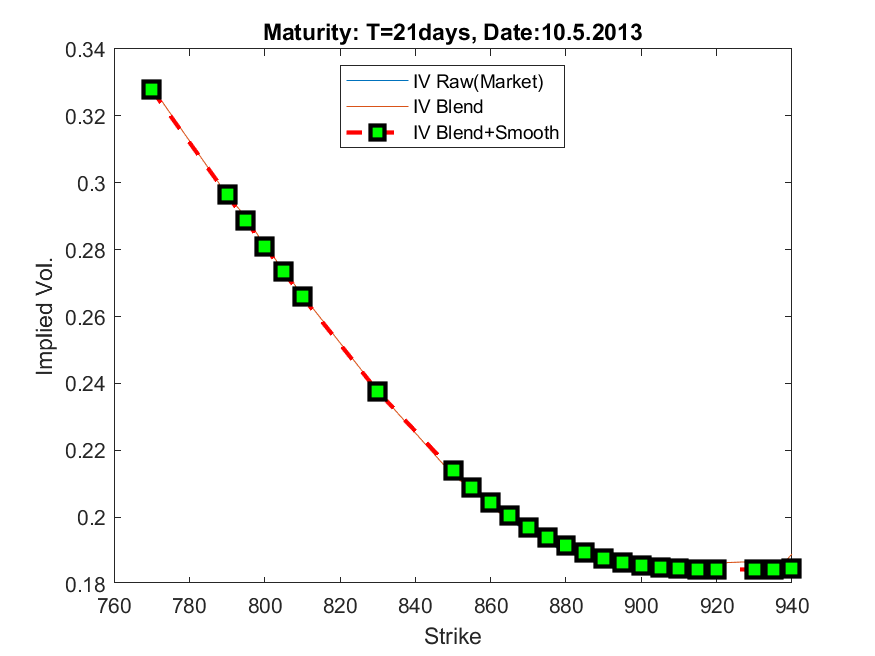 Maturity: T=21days, Date:10.5.2013
IV Raw(Market)
IV Blend
IV Blend+Smooth
0.34
0.32
0.3
0.28
0.26
0.24
0.22
0.2
0.18
Implied Vol.
760 780 800 820 840 860 880 900 920 940
Strike